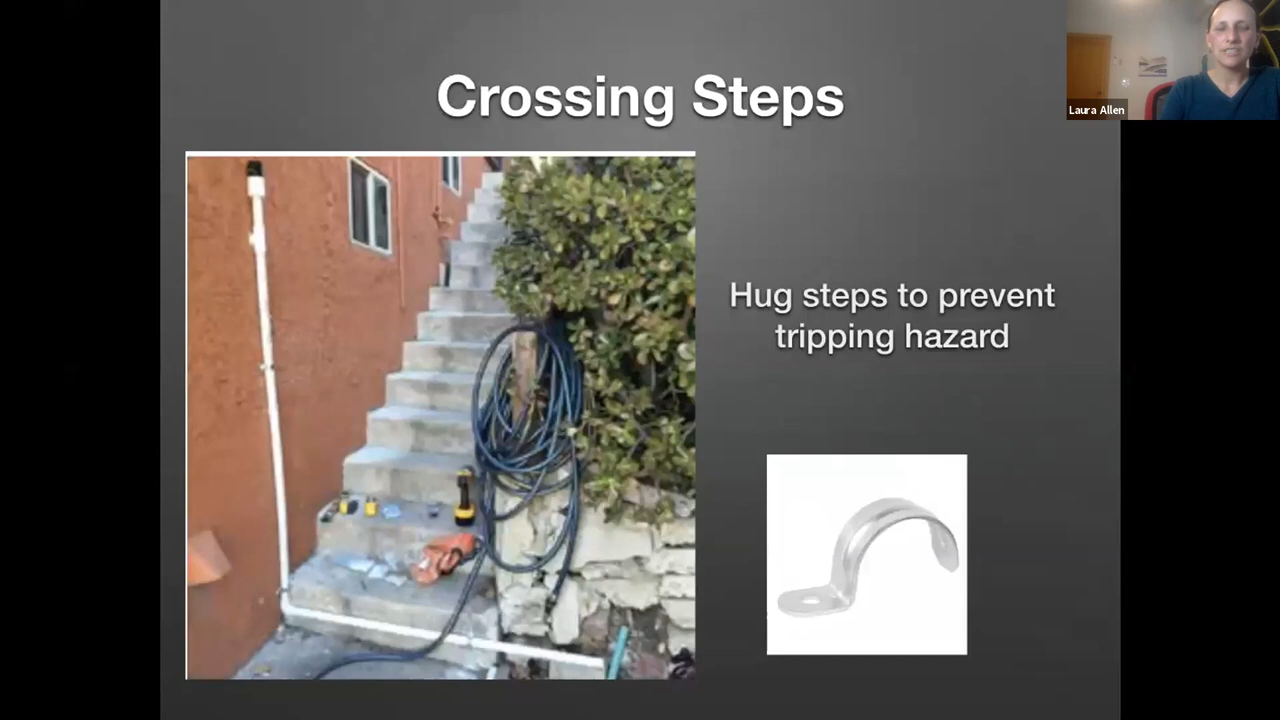 Crossing Steps
Laura Allen
Hug steps to prevent
tripping hazard